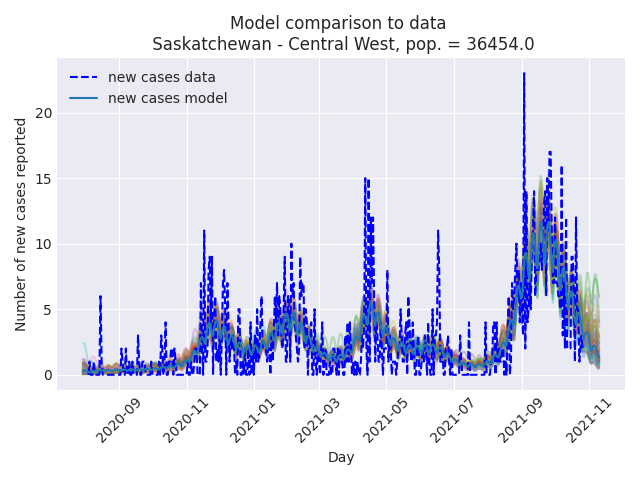 Model comparison to data
Saskatchewan - Central West, pop. = 36454.0
new cases data
new cases model
Number of new cases reported
20
15
10
5
0
2020-09
2020-11
2021-01
2021-03
2021-05
2021-07
2021-09
2021-11
Day